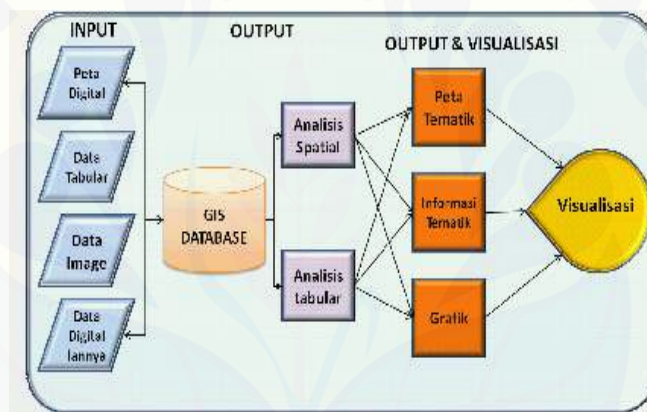 INPUT
OUTPUT
OUTPUT & VISUALISASI
Peta
Digital
Data
Tabular
Data
Image
Data
Digital
lannya
GIS
DATABASE
Analisis
Spatial
Analisis
tabular
Peta
Tematik
Informasi
Tematik
Grafik
Visualisasi